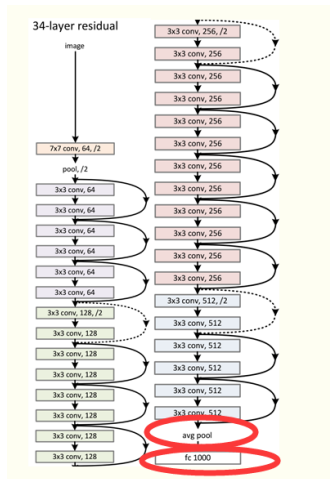 34-layer residual
image
7x7 conv, 64, /2
pool, /2
3x3 conv, 64
3x3 conv, 64
3x3 conv, 64
3x3 conv, 64
3x3 conv, 64
3x3 conv, 64
3x3 conv, 128, /2
3x3 conv, 128
3x3 conv, 128
3x3 conv, 128
3x3 conv, 128
3x3 conv, 128
3x3 conv, 128
3x3 conv, 128
3x3 conv, 256, /2
3x3 conv, 256
3x3 conv, 256
3x3 conv, 256
3x3 conv, 256
3x3 conv, 256
3x3 conv, 256
3x3 conv, 256
3x3 conv, 256
3x3 conv, 256
3x3 conv, 256
3x3 conv, 256
3x3 conv, 512, /2
3x3 conv, 512
3x3 conv, 512
3x3 conv, 512
3x3 conv, 512
3x3 conv, 512
avg pool
fc 1000